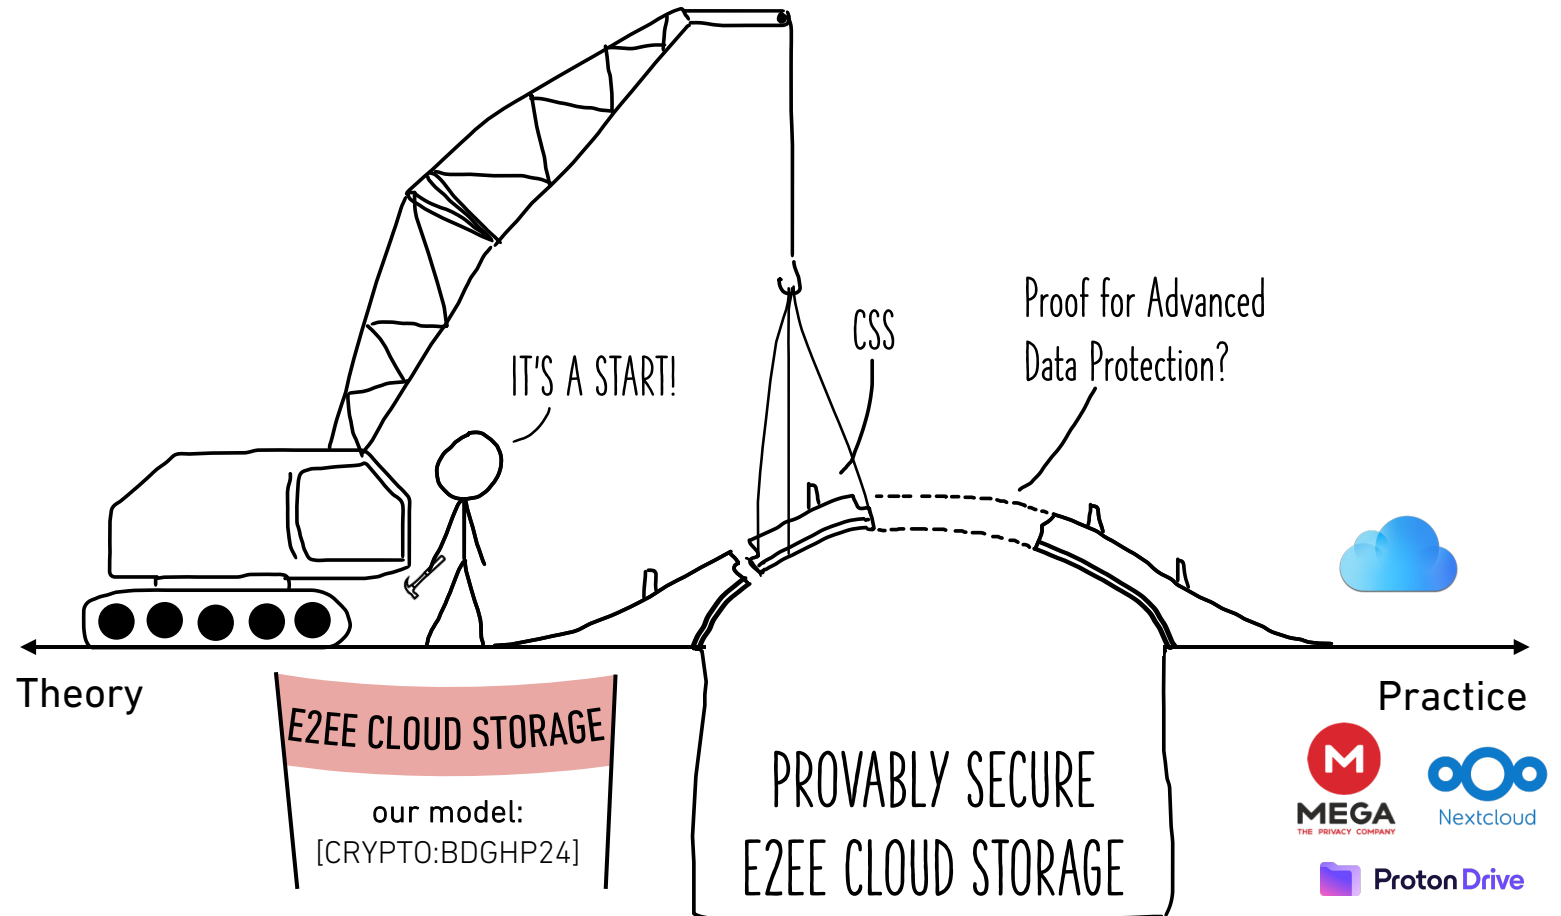 IT'S A START!
CSS
Proof for Advanced
Data Protection?
Theory
Practice
E2EE CLOUD STORAGE
our model:
[CRYPTO:BDGHP24]
PROVABLY SECURE
E2EE CLOUD STORAGE
M
MEGA
THE PRIVACY COMPANY
Nextcloud
Proton Drive